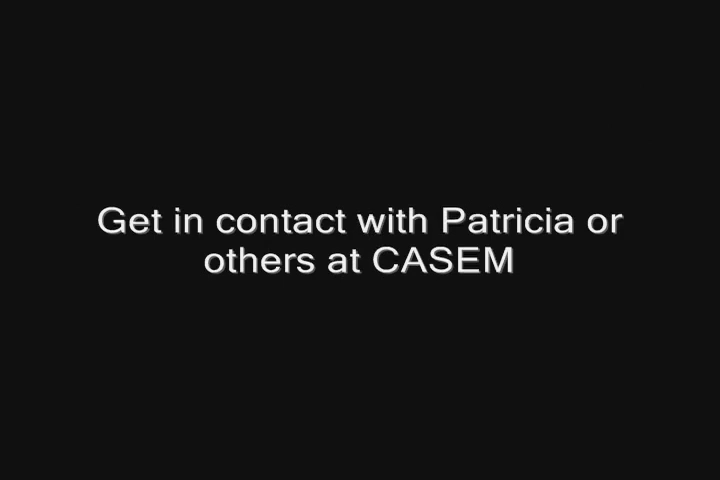 Get in contact with Patricia or
others at CASEM